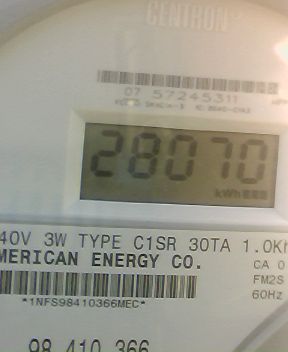 CENTRON®
07 57245311
28070
kWh
40V 3W TYPE C1SR 30TA 1.0Kh
MERICAN ENERGY CO.
CA 0
FM2S
60Hz
*1NFS98410366MEC*
98 410 366